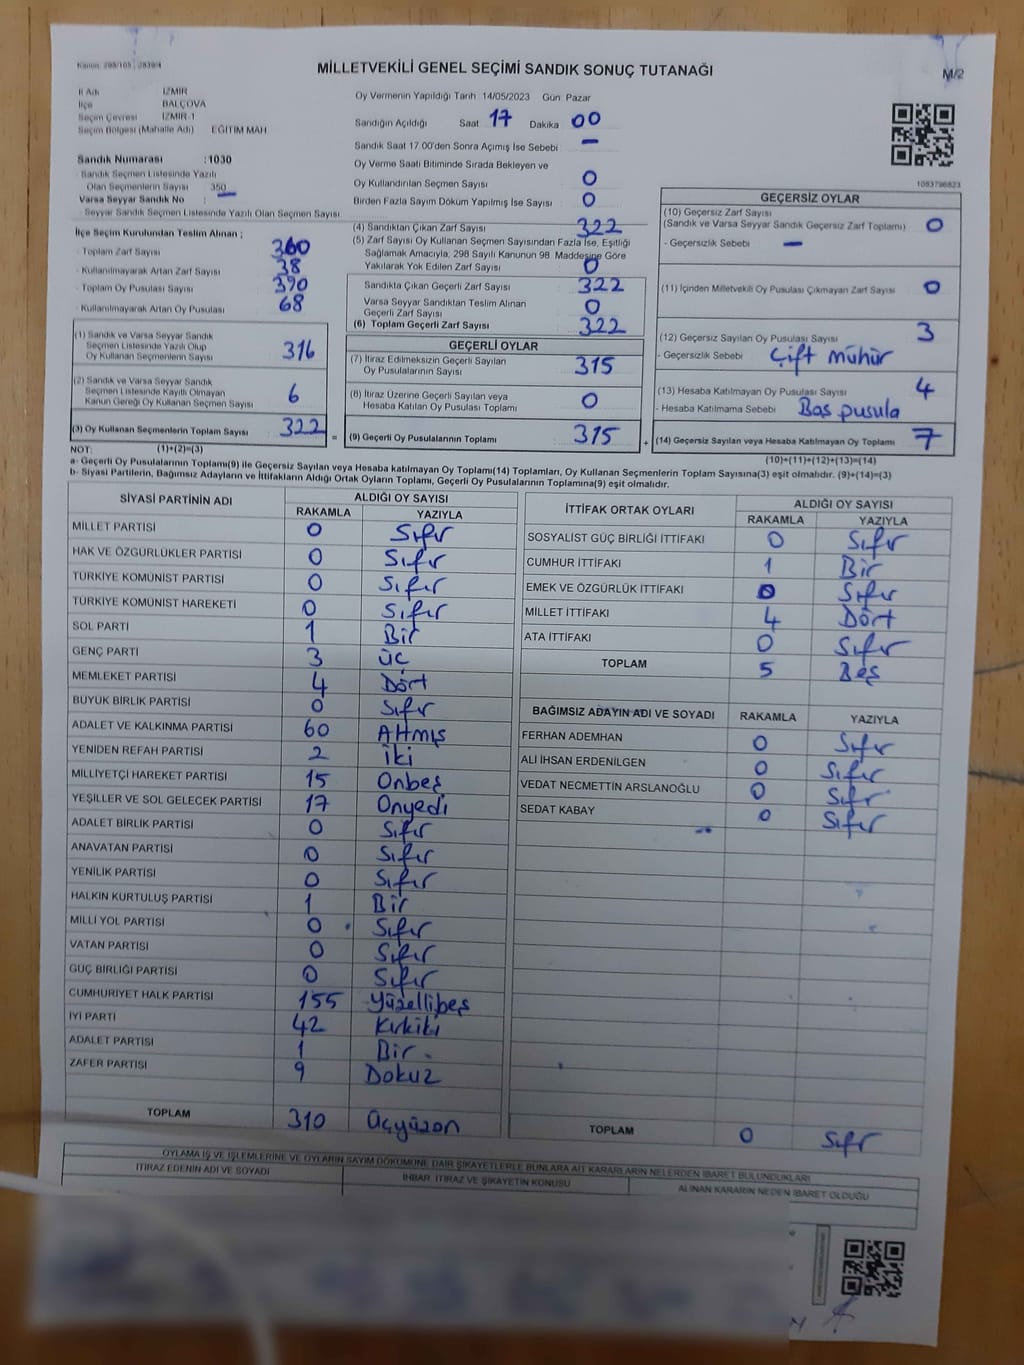 Kanun: 298/105 , 2839/4
MİLLETVEKİLİ GENEL SEÇİMİ SANDIK SONUÇ TUTANAĞI
M/2
İl Adı İZMİR
İlçe BALÇOVA
Seçim Çevresi İZMİR-1
Seçim Bölgesi (Mahalle Adı) EĞİTİM MAH
Sandık Numarası :1030
Sandık Seçmen Listesinde Yazılı
Olan Seçmenlerin Sayısı 350
Varsa Seyyar Sandık No
Seyyar Sandık Seçmen Listesinde Yazılı Olan Seçmen Sayısı
Oy Vermenin Yapıldığı Tarih 14/05/2023 Gün: Pazar
Sandığın Açıldığı Saat 17 Dakika 00
Sandık Saat 17.00'den Sonra Açımış İse Sebebi : —
Oy Verme Saati Bitiminde Sırada Bekleyen ve
Oy Kullandırılan Seçmen Sayısı 0
Birden Fazla Sayım Döküm Yapılmış İse Sayısı 0
1083796823
İlçe Seçim Kurulundan Teslim Alınan ;
- Toplam Zarf Sayısı 360
- Kullanılmayarak Artan Zarf Sayısı 38
- Toplam Oy Pusulası Sayısı 390
- Kullanılmayarak Artan Oy Pusulası 68
(4) Sandıktan Çıkan Zarf Sayısı 322
(5) Zarf Sayısı Oy Kullanan Seçmen Sayısından Fazla İse, Eşitliği
Sağlamak Amacıyla, 298 Sayılı Kanunun 98. Maddesine Göre
Yakılarak Yok Edilen Zarf Sayısı 0
Sandıkta Çıkan Geçerli Zarf Sayısı 322
Varsa Seyyar Sandıktan Teslim Alınan
Geçerli Zarf Sayısı 0
(6) Toplam Geçerli Zarf Sayısı 322
GEÇERSİZ OYLAR
(10) Geçersiz Zarf Sayısı
(Sandık ve Varsa Seyyar Sandık Geçersiz Zarf Toplamı) 0
- Geçersizlik Sebebi —
(11) İçinden Milletvekili Oy Pusulası Çıkmayan Zarf Sayısı 0
(12) Geçersiz Sayılan Oy Pusulası Sayısı 3
- Geçersizlik Sebebi Çift mühür
(13) Hesaba Katılmayan Oy Pusulası Sayısı 4
- Hesaba Katılmama Sebebi Boş pusula
(14) Geçersiz Sayılan veya Hesaba Katılmayan Oy Toplamı 7
(10)+(11)+(12)+(13)=(14)
(1) Sandık ve Varsa Seyyar Sandık
Seçmen Listesinde Yazılı Olup
Oy Kullanan Seçmenlerin Sayısı 316
(2) Sandık ve Varsa Seyyar Sandık
Seçmen Listesinde Kayıtlı Olmayan
Kanun Gereği Oy Kullanan Seçmen Sayısı 6
(3) Oy Kullanan Seçmenlerin Toplam Sayısı 322
(1)+(2)=(3)
GEÇERLİ OYLAR
(7) İtiraz Edilmeksizin Geçerli Sayılan
Oy Pusulalarının Sayısı 315
(8) İtiraz Üzerine Geçerli Sayılan veya
Hesaba Katılan Oy Pusulası Toplamı 0
= (9) Geçerli Oy Pusulalarının Toplamı 315 +
NOT:
a- Geçerli Oy Pusulalarının Toplamı(9) ile Geçersiz Sayılan veya Hesaba katılmayan Oy Toplamı(14) Toplamları, Oy Kullanan Seçmenlerin Toplam Sayısına(3) eşit olmalıdır. (9)+(14)=(3)
b- Siyasi Partilerin, Bağımsız Adayların ve İttifakların Aldığı Ortak Oyların Toplamı, Geçerli Oy Pusulalarının Toplamına(9) eşit olmalıdır.
SİYASİ PARTİNİN ADI ALDIĞI OY SAYISI
RAKAMLA YAZIYLA
MİLLET PARTİSİ 0 Sıfır
HAK VE ÖZGÜRLÜKLER PARTİSİ 0 Sıfır
TÜRKİYE KOMÜNİST PARTİSİ 0 Sıfır
TÜRKİYE KOMÜNİST HAREKETİ 0 Sıfır
SOL PARTİ 1 Bir
GENÇ PARTİ 3 üç
MEMLEKET PARTİSİ 4 Dört
BÜYÜK BİRLİK PARTİSİ 0 Sıfır
ADALET VE KALKINMA PARTİSİ 60 Altmış
YENİDEN REFAH PARTİSİ 2 iki
MİLLİYETÇİ HAREKET PARTİSİ 15 Onbeş
YEŞİLLER VE SOL GELECEK PARTİSİ 17 Onyedi
ADALET BİRLİK PARTİSİ 0 Sıfır
ANAVATAN PARTİSİ 0 Sıfır
YENİLİK PARTİSİ 0 Sıfır
HALKIN KURTULUŞ PARTİSİ 1 Bir
MİLLİ YOL PARTİSİ 0 Sıfır
VATAN PARTİSİ 0 Sıfır
GÜÇ BİRLİĞİ PARTİSİ 0 Sıfır
CUMHURİYET HALK PARTİSİ 155 Yüzellibeş
İYİ PARTİ 42 Kırkiki
ADALET PARTİSİ 1 Bir.
ZAFER PARTİSİ 9 Dokuz
TOPLAM 310 Üçyüzon
İTTİFAK ORTAK OYLARI ALDIĞI OY SAYISI
RAKAMLA YAZIYLA
SOSYALİST GÜÇ BİRLİĞİ İTTİFAKI 0 Sıfır
CUMHUR İTTİFAKI 1 Bir
EMEK VE ÖZGÜRLÜK İTTİFAKI 0 Sıfır
MİLLET İTTİFAKI 4 Dört
ATA İTTİFAKI 0 Sıfır
TOPLAM 5 Beş
BAĞIMSIZ ADAYIN ADI VE SOYADI RAKAMLA YAZIYLA
FERHAN ADEMHAN 0 Sıfır
ALİ İHSAN ERDENİLGEN 0 Sıfır
VEDAT NECMETTİN ARSLANOĞLU 0 Sıfır
SEDAT KABAY 0 Sıfır
TOPLAM 0 Sıfır
OYLAMA İŞ VE İŞLEMLERİNE VE OYLARIN SAYIM DÖKÜMÜNE DAİR ŞİKAYETLERLE BUNLARA AİT KARARLARIN NELERDEN İBARET BULUNDUKLARI
İTİRAZ EDENİN ADI VE SOYADI İHBAR, İTİRAZ VE ŞİKAYETİN KONUSU ALINAN KARARIN NEDEN İBARET OLDUĞU